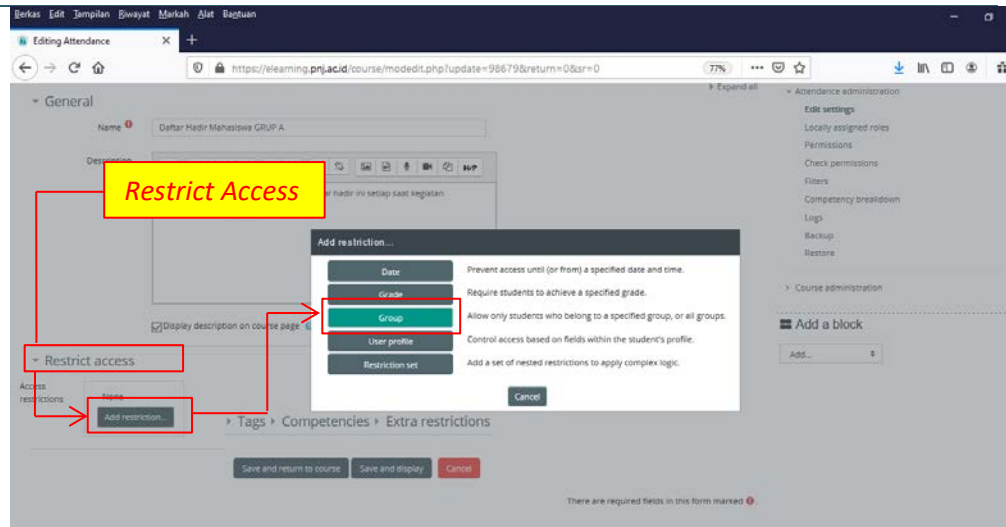 Berkas Edit Tampilan Riwayat Markah Alat Bantuan
Editing Attendance
https://elearning.pnj.ac.id/course/modedit.php?update=98679&return=0&sr=0
77%
Expand all
General
Name
Daftar Hadir Mahasiswa GRUP A
Description
Restrict Access
hadir ini setiap saat kegiatan
Display description on course page
Restrict access
Access restrictions
None
Add restriction...
Tags Competencies Extra restrictions
Save and return to course Save and display Cancel
There are required fields in this form marked
Add restriction...
Date Prevent access until (or from) a specified date and time.
Grade Require students to achieve a specified grade.
Group Allow only students who belong to a specified group, or all groups.
User profile Control access based on fields within the student's profile.
Restriction set Add a set of nested restrictions to apply complex logic.
Cancel
Attendance administration
Edit settings
Locally assigned roles
Permissions
Check permissions
Filters
Competency breakdown
Logs
Backup
Restore
Course administration
Add a block
Add...